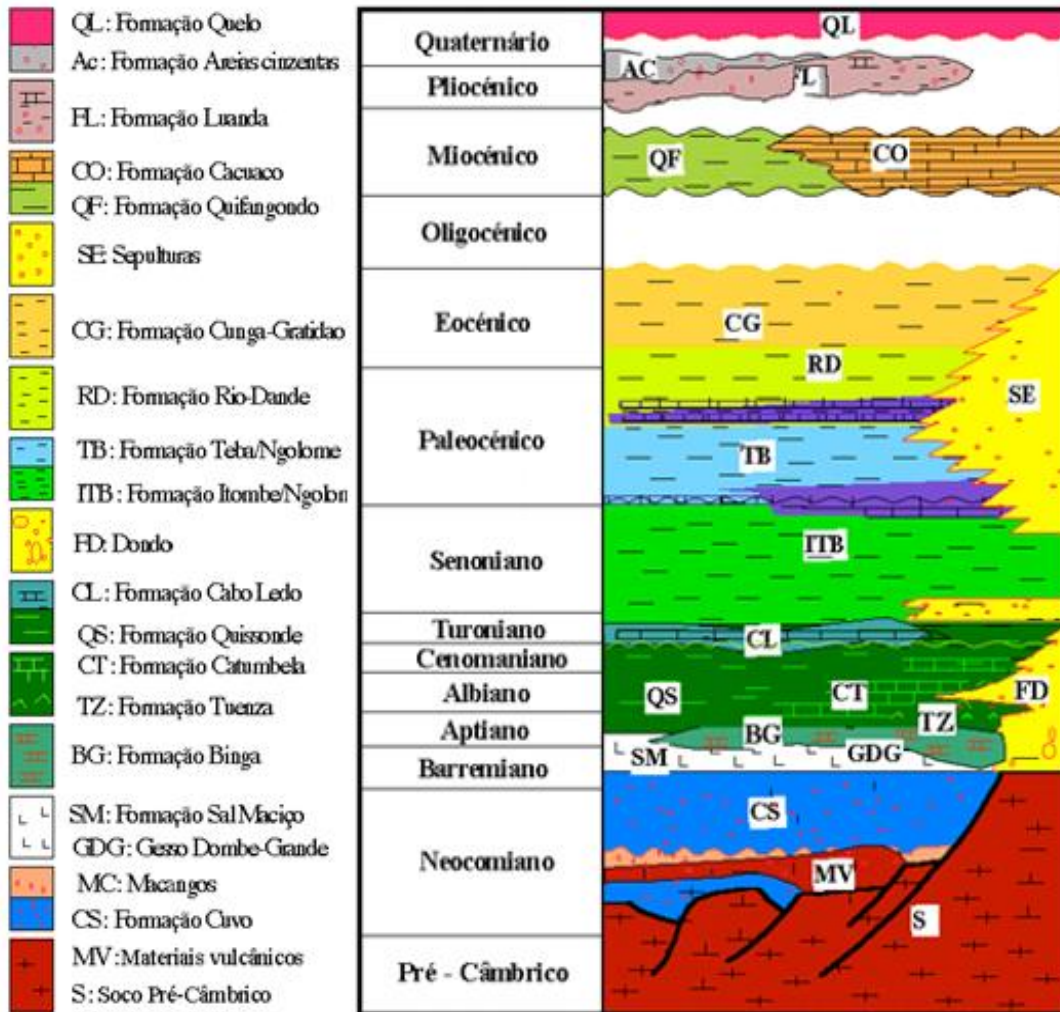 QL: Formação Quelo
Ac: Formação Areias cinzentas
FL: Formação Luanda
CO: Formação Cacuaco
QF: Formação Quifangondo
SE: Sepulturas
CG: Formação Cunga-Gratidao
RD: Formação Rio-Dande
TB: Formação Teba/Ngolome
ITB: Formação Itombe/Ngolon
FD: Dondo
CL: Formação Cabo Ledo
QS: Formação Quissonde
CT: Formação Catumbela
TZ: Formação Tuenza
BG: Formação Binga
SM: Formação Sal Maciço
GDG: Gesso Dombe-Grande
MC: Macangos
CS: Formação Cuvo
MV: Materiais vulcânicos
S: Soco Pré-Câmbrico
Quaternário
Pliocénico
Miocénico
Oligocénico
Eocénico
Paleocénico
Senoniano
Turoniano
Cenomaniano
Albiano
Aptiano
Barremiano
Neocomiano
Pré - Câmbrico
QL
AC
FL
QF
CO
CG
RD
SE
TB
ITB
CL
QS
CT
FD
TZ
BG
SM
GDG
CS
MV
S